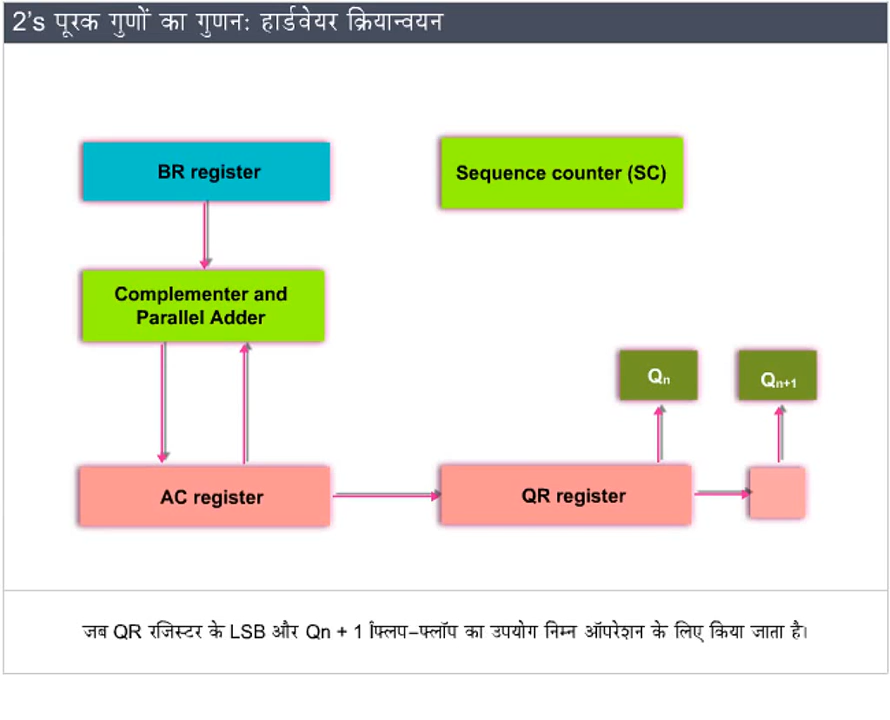 2's पूरक गुणों का गुणनः हार्डवेयर क्रियान्वयन
BR register
Sequence counter (SC)
Complementer and
Parallel Adder
Qn
Qn+1
AC register
QR register
जब QR रजिस्टर के LSB और Qn + 1 फ्लिप-फ्लॉप का उपयोग निम्न ऑपरेशन के लिए किया जाता है।